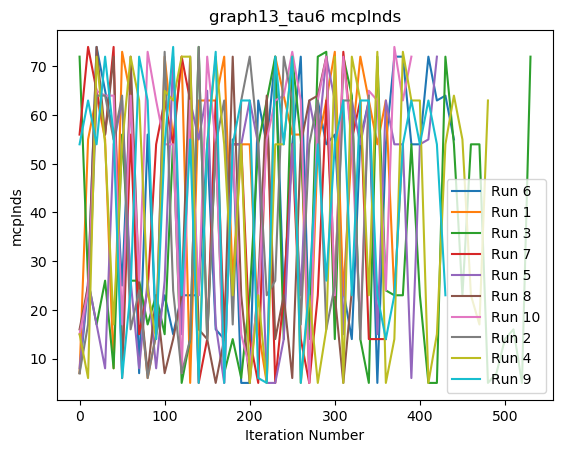 graph13_tau6 mcpInds
mcpInds
70
60
50
40
30
20
10
0
100
200
300
400
500
Iteration Number
Run 6
Run 1
Run 3
Run 7
Run 5
Run 8
Run 10
Run 2
Run 4
Run 9